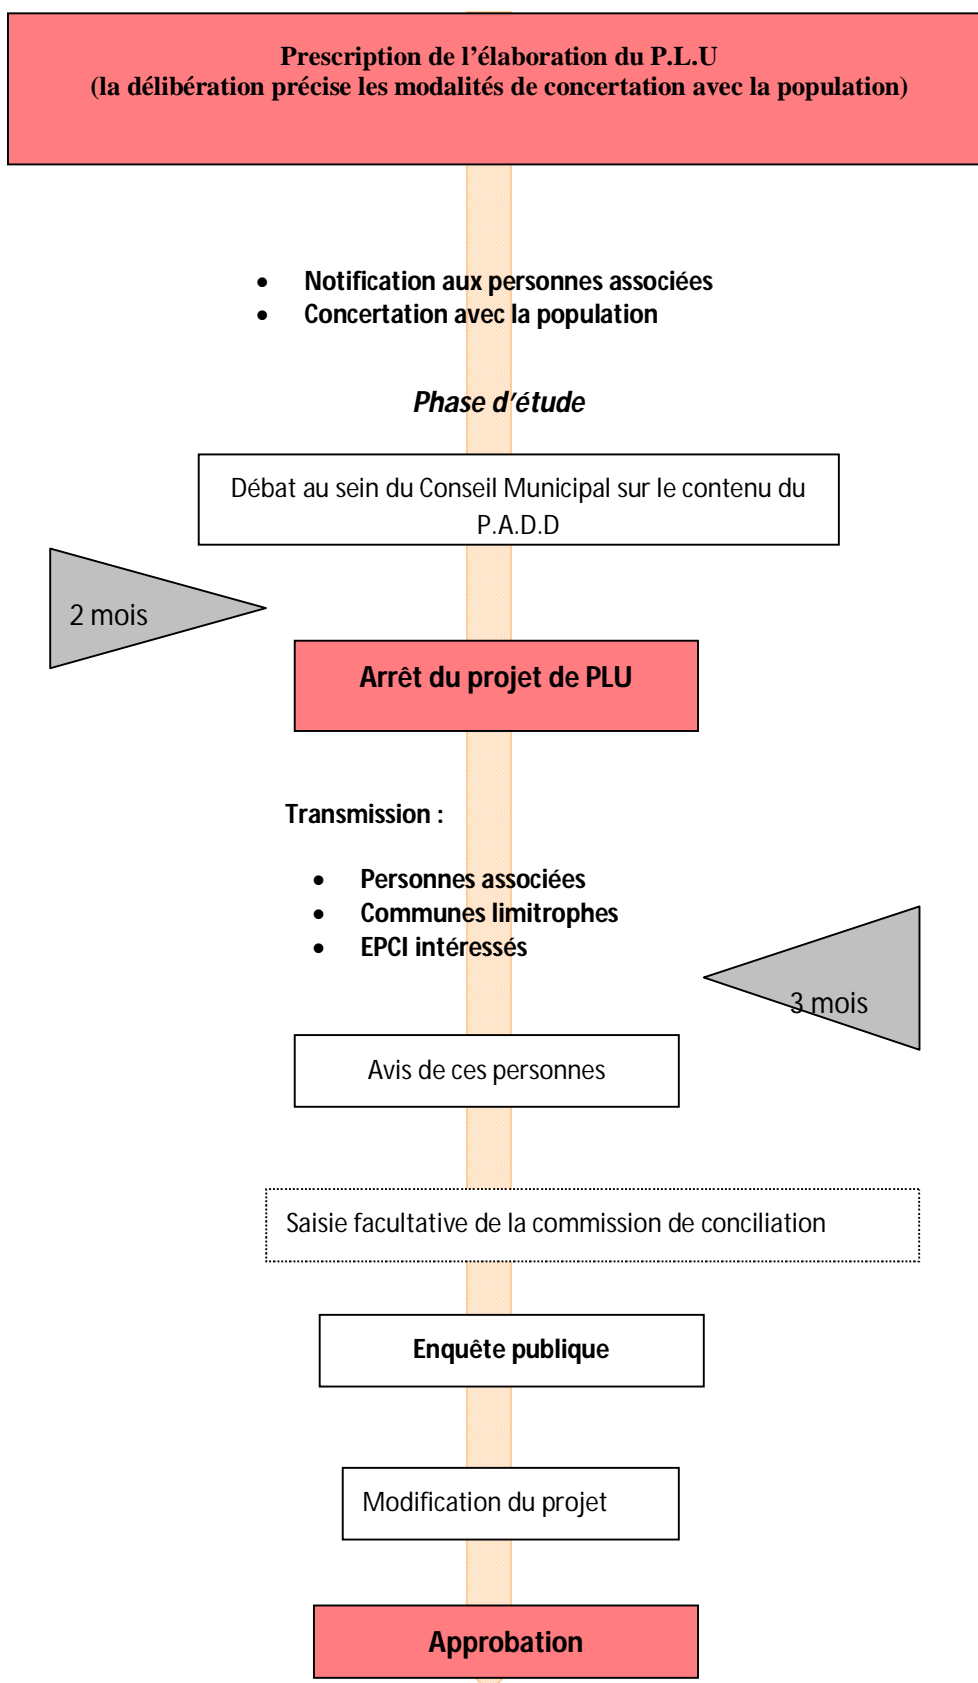 Prescription de l’élaboration du P.L.U
(la délibération précise les modalités de concertation avec la population)
• Notification aux personnes associées
• Concertation avec la population
Phase d’étude
Débat au sein du Conseil Municipal sur le contenu du
P.A.D.D
2 mois
Arrêt du projet de PLU
Transmission :
• Personnes associées
• Communes limitrophes
• EPCI intéressés
3 mois
Avis de ces personnes
Saisie facultative de la commission de conciliation
Enquête publique
Modification du projet
Approbation